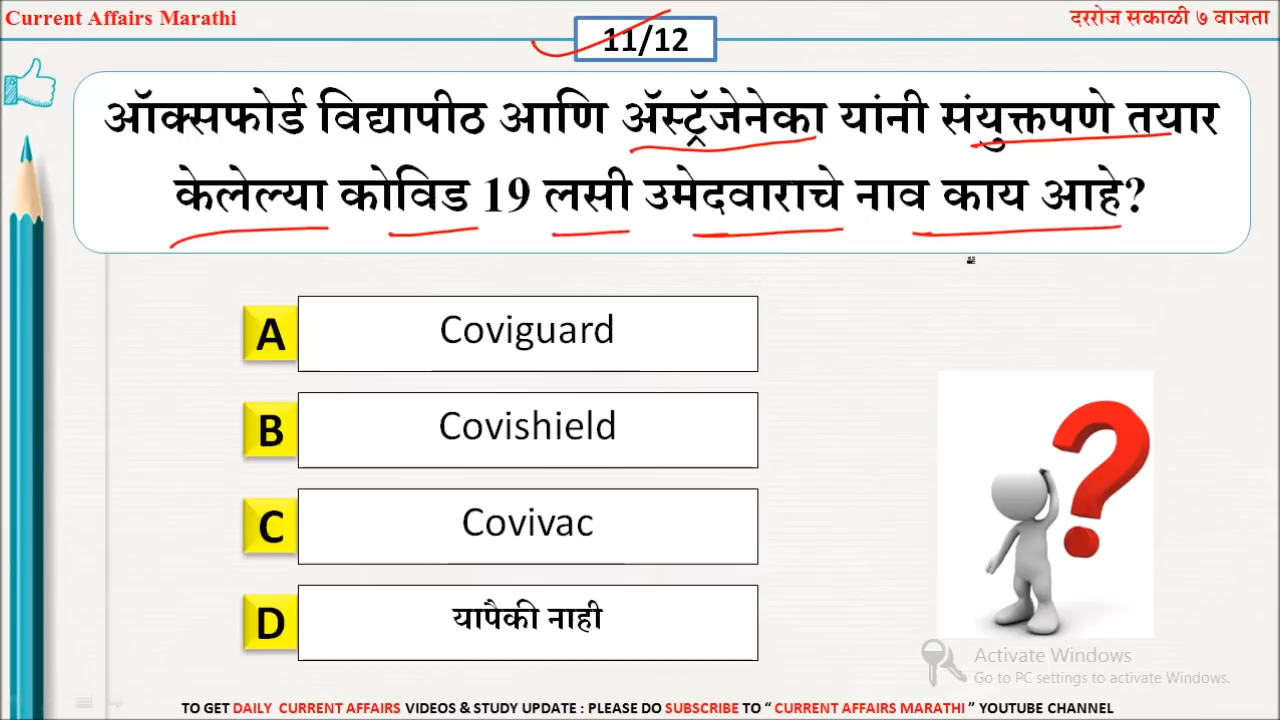 Current Affairs Marathi
दररोज सकाळी ७ वाजता
11/12
ऑक्सफोर्ड विद्यापीठ आणि ॲस्ट्रॅजेनेका यांनी संयुक्तपणे तयार
केलेल्या कोविड 19 लसी उमेदवाराचे नाव काय आहे?
A Coviguard
B Covishield
C Covivac
D यापैकी नाही
Activate Windows
Go to PC settings to activate Windows.
TO GET DAILY CURRENT AFFAIRS VIDEOS & STUDY UPDATE : PLEASE DO SUBSCRIBE TO “ CURRENT AFFAIRS MARATHI ” YOUTUBE CHANNEL